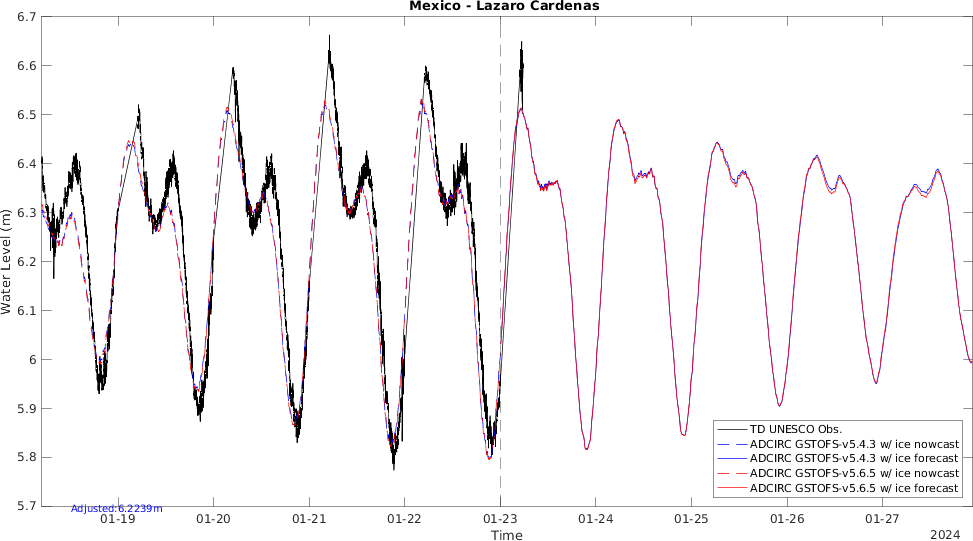 Mexico - Lazaro Cardenas
6.7
6.6
6.5
6.4
6.3
6.2
6.1
6
5.9
5.8
5.7
Water Level (m)
TD UNESCO Obs.
ADCIRC GSTOFS-v5.4.3 w/ ice nowcast
ADCIRC GSTOFS-v5.4.3 w/ ice forecast
ADCIRC GSTOFS-v5.6.5 w/ ice nowcast
ADCIRC GSTOFS-v5.6.5 w/ ice forecast
Adjusted:6.2239m
01-19 01-20 01-21 01-22 01-23 01-24 01-25 01-26 01-27
Time
2024